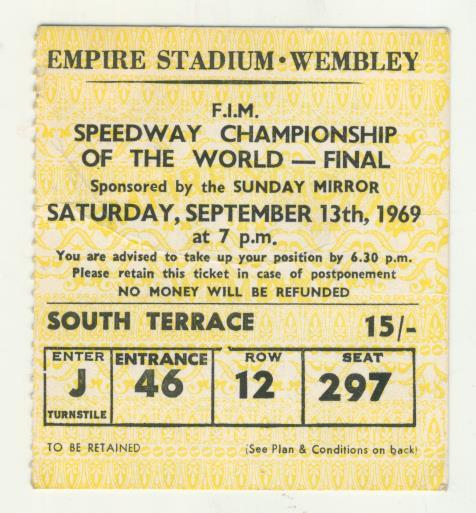 EMPIRE STADIUM • WEMBLEY
F.I.M.
SPEEDWAY CHAMPIONSHIP
OF THE WORLD — FINAL
Sponsored by the SUNDAY MIRROR
SATURDAY, SEPTEMBER 13th, 1969
at 7 p.m.
You are advised to take up your position by 6.30 p.m.
Please retain this ticket in case of postponement
NO MONEY WILL BE REFUNDED
SOUTH TERRACE 15/-
ENTER ENTRANCE ROW SEAT
J 46 12 297
TURNSTILE
TO BE RETAINED (See Plan & Conditions on back)